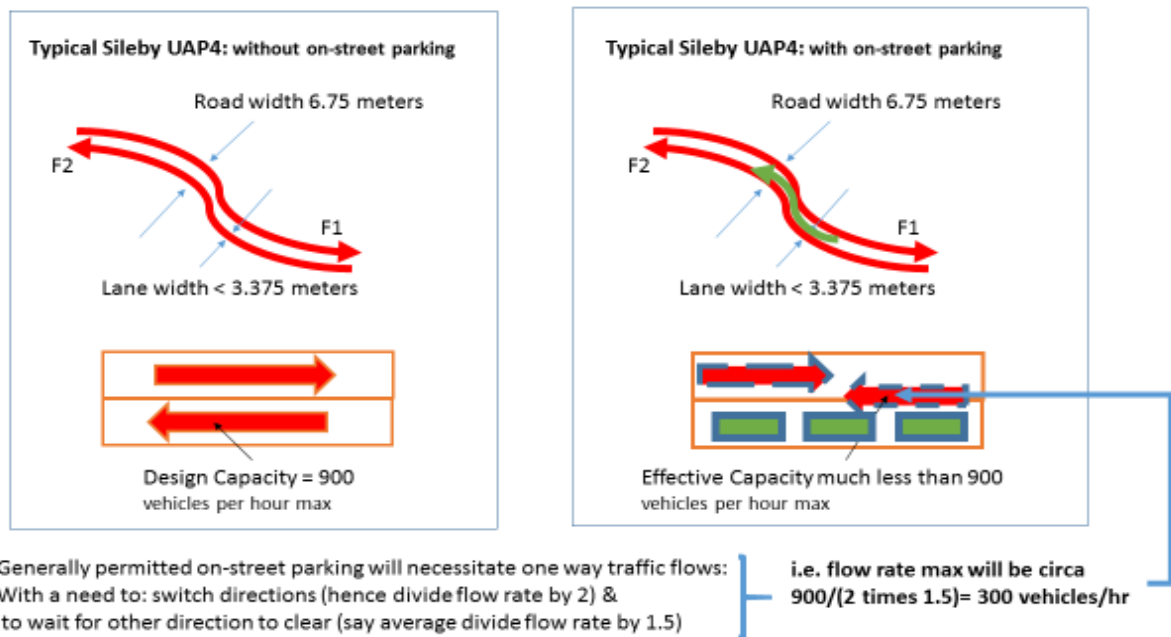 Typical Sileby UAP4: without on-street parking
Road width 6.75 meters
F2
F1
Lane width < 3.375 meters
Design Capacity = 900
vehicles per hour max
Typical Sileby UAP4: with on-street parking
Road width 6.75 meters
F2
F1
Lane width < 3.375 meters
Effective Capacity much less than 900
vehicles per hour max
Generally permitted on-street parking will necessitate one way traffic flows:
With a need to: switch directions (hence divide flow rate by 2) &
to wait for other direction to clear (say average divide flow rate by 1.5)
i.e. flow rate max will be circa
900/(2 times 1.5)= 300 vehicles/hr